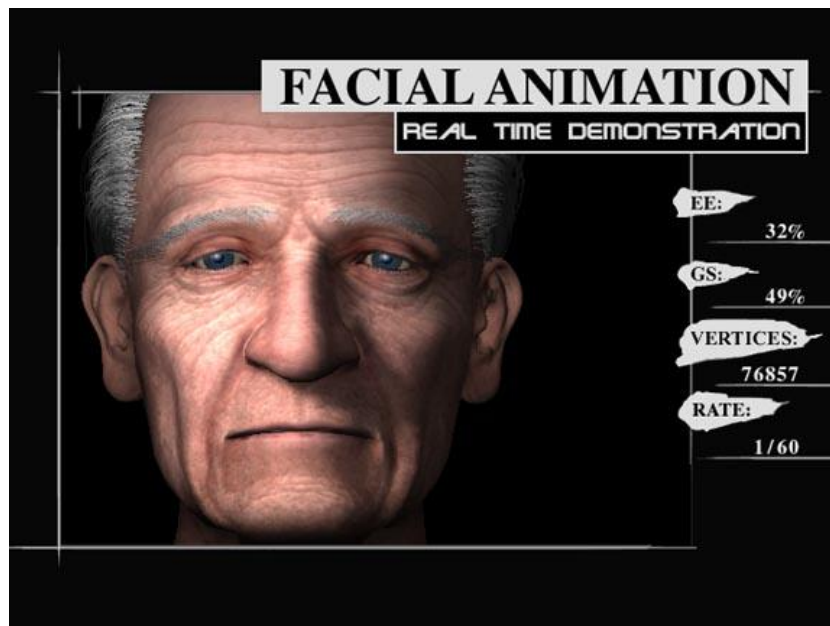 FACIAL ANIMATION
REAL TIME DEMONSTRATION
EE:
32%
GS:
49%
VERTICES:
76857
RATE:
1/60